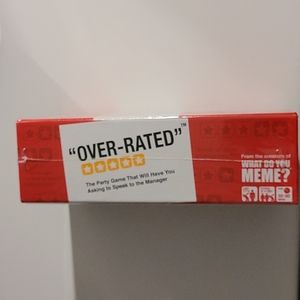 "OVER-RATED"™
The Party Game That Will Have You
Asking to Speak to the Manager
From the creators of
WHAT DO YOU
MEME?